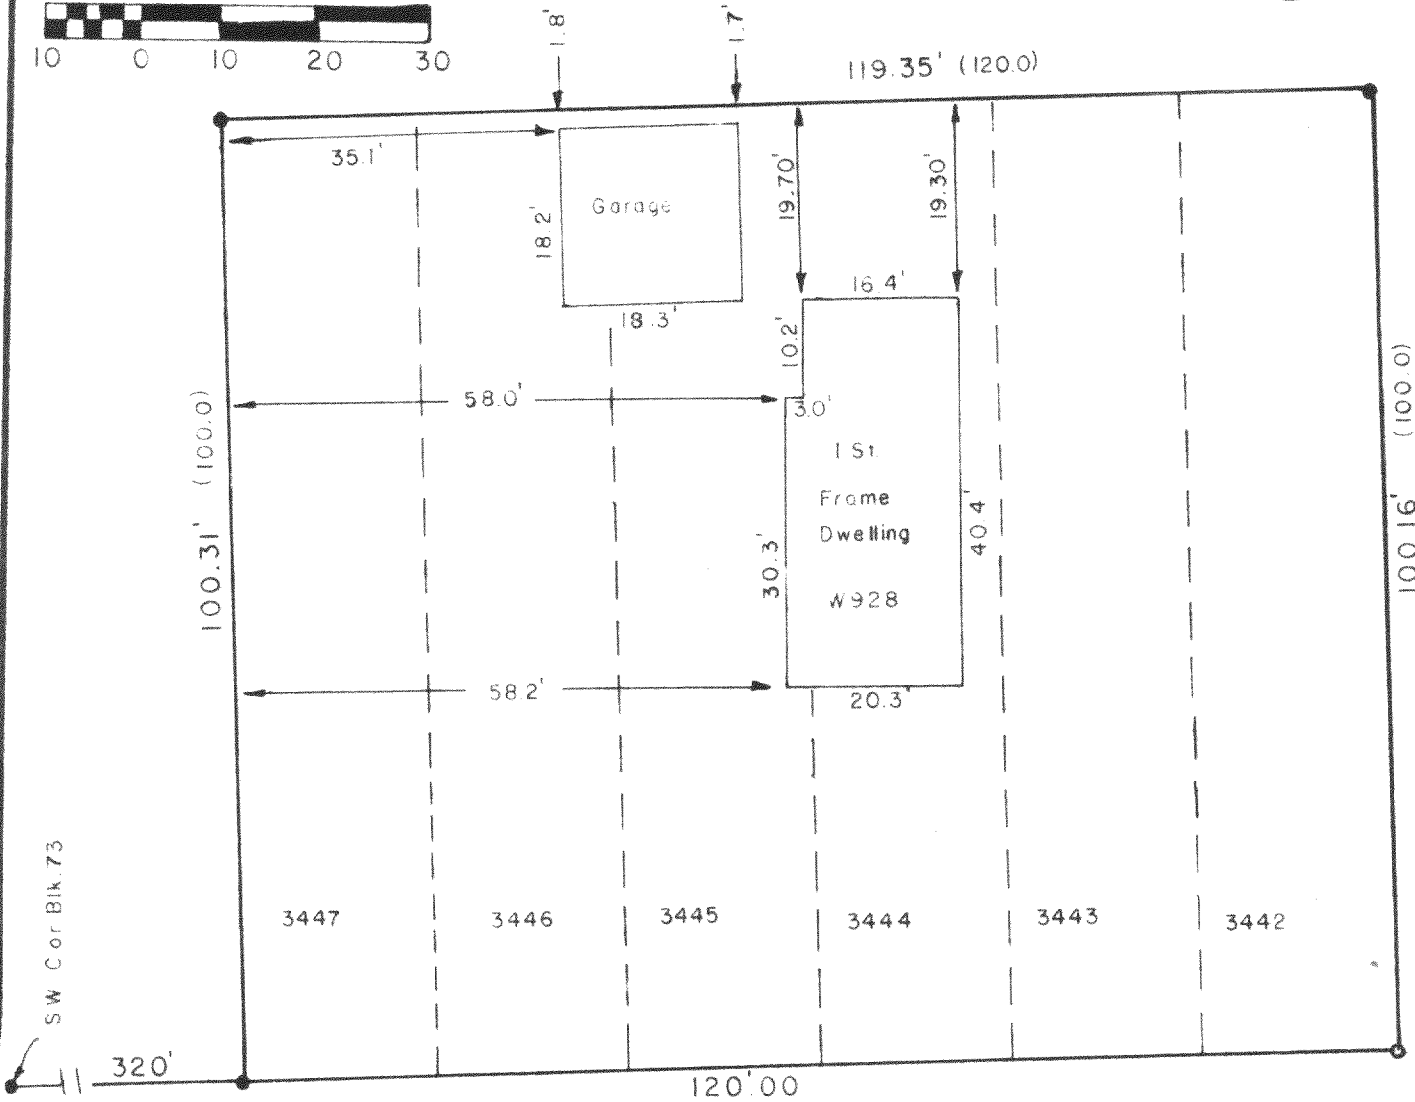 10 0 10 20 30
1.8'
1.7'
119.35' (120.0)
35.1'
Garage
18.2'
18.3'
19.70'
19.30'
16.4'
10.2'
58.0'
3.0'
1 St.
Frame
Dwelling
W928
30.3'
40.4'
100.31' (100.0)
100.16' (100.0)
58.2'
20.3'
SW Cor Blk. 73
3447 3446 3445 3444 3443 3442
320'
120'.00